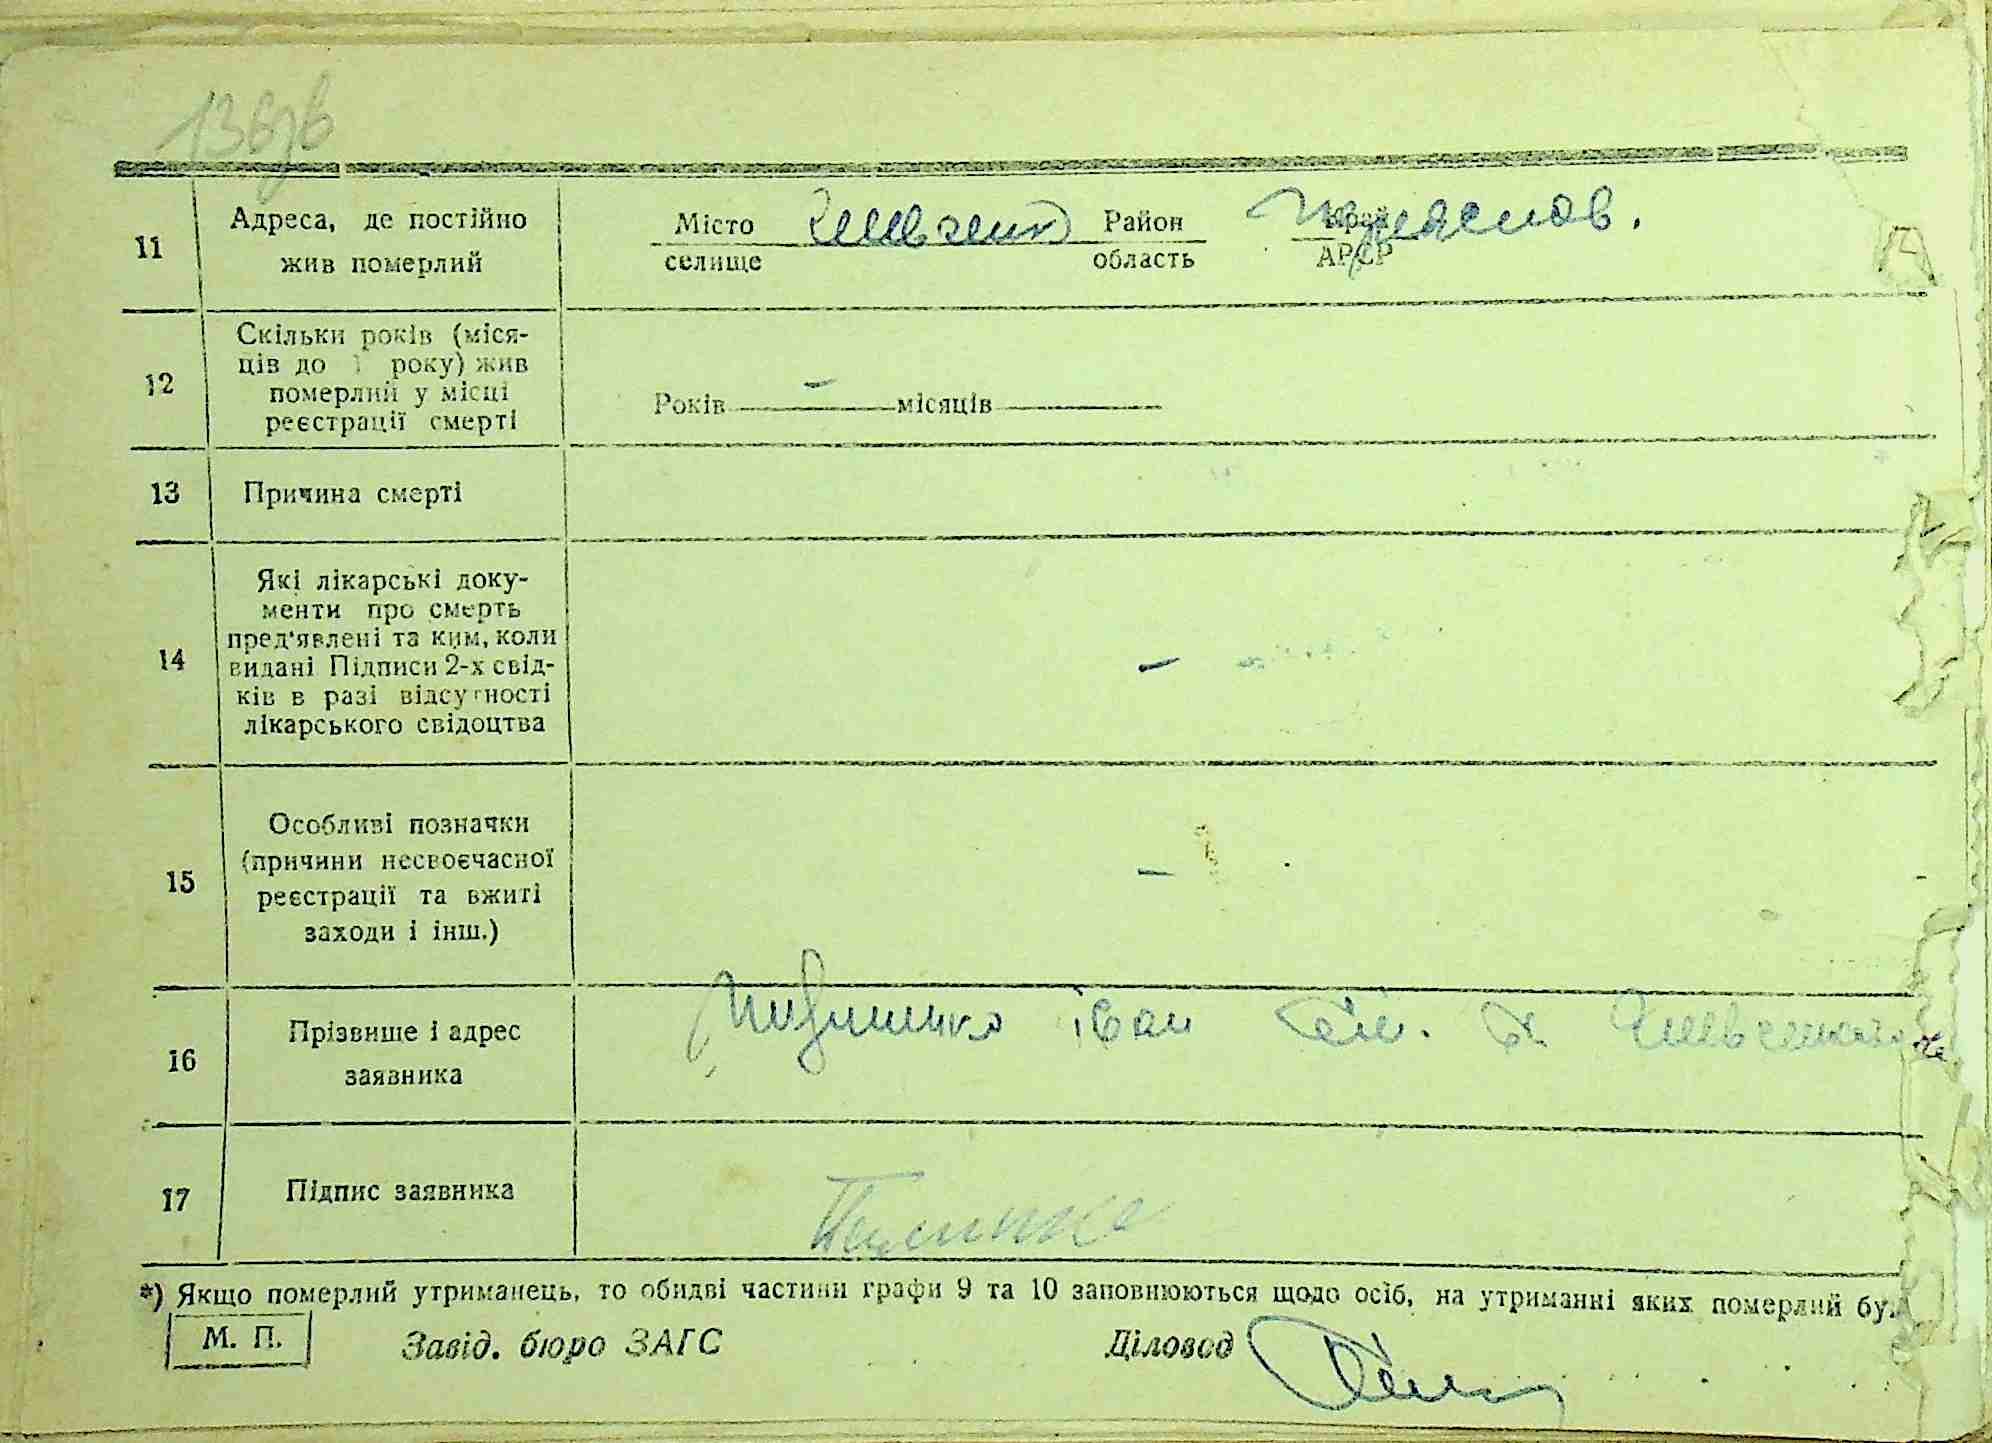 11
Адреса, де постійно
жив померлий
Місто
селище
Район
область
Край
АРСР
12
Скільки років (міся-
ців до 1 року) жив
померлий у місці
реєстрації смерті
Років — місяців
13
Причина смерті
14
Які лікарські доку-
менти про смерть
пред'явлені та ким, коли
видані Підписи 2-х свід-
ків в разі відсутності
лікарського свідоцтва
—
15
Особливі позначки
(причини несвоєчасної
реєстрації та вжиті
заходи і інш.)
—
16
Прізвище і адрес
заявника
іван
17
Підпис заявника
*) Якщо померлий утриманець, то обидві частини графи 9 та 10 заповнюються щодо осіб, на утриманні яких померлий бу
М. П.
Завід. бюро ЗАГС
Діловод